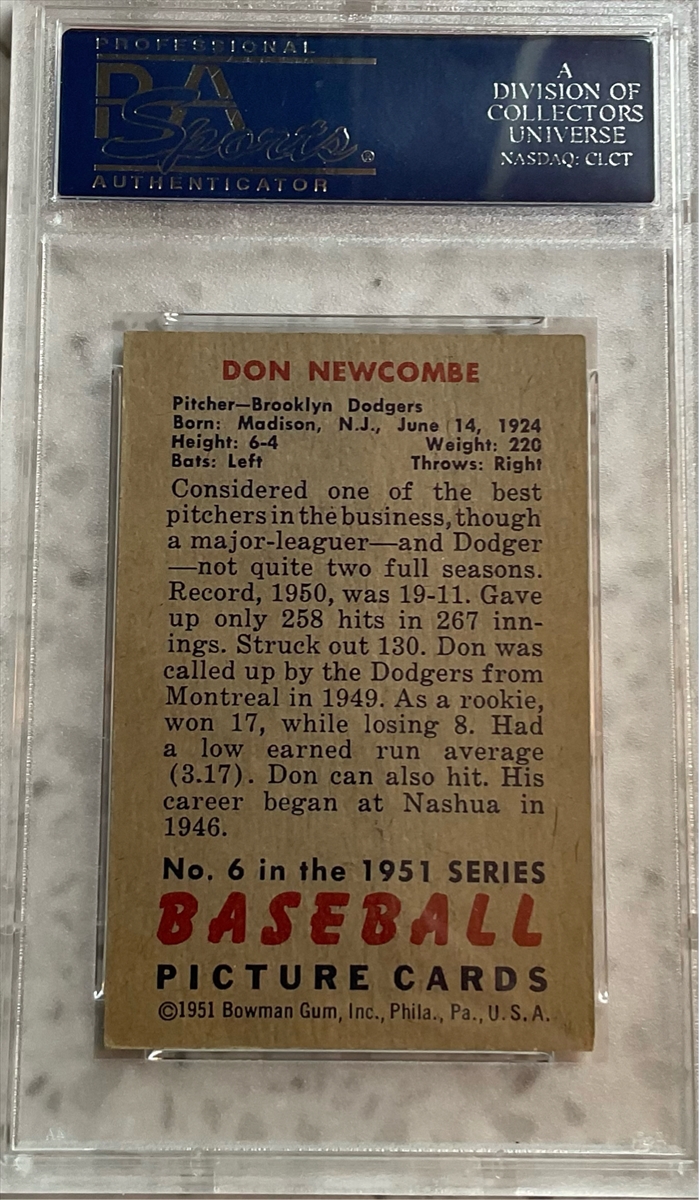 PROFESSIONAL
PSA
Sports®
AUTHENTICATOR
A
DIVISION OF
COLLECTORS
UNIVERSE
NASDAQ: CLCT
DON NEWCOMBE
Pitcher—Brooklyn Dodgers
Born: Madison, N.J., June 14, 1924
Height: 6-4 Weight: 220
Bats: Left Throws: Right
Considered one of the best
pitchers in the business, though
a major-leaguer—and Dodger
—not quite two full seasons.
Record, 1950, was 19-11. Gave
up only 258 hits in 267 inn-
ings. Struck out 130. Don was
called up by the Dodgers from
Montreal in 1949. As a rookie,
won 17, while losing 8. Had
a low earned run average
(3.17). Don can also hit. His
career began at Nashua in
1946.
No. 6 in the 1951 SERIES
BASEBALL
PICTURE CARDS
©1951 Bowman Gum, Inc., Phila., Pa., U.S.A.